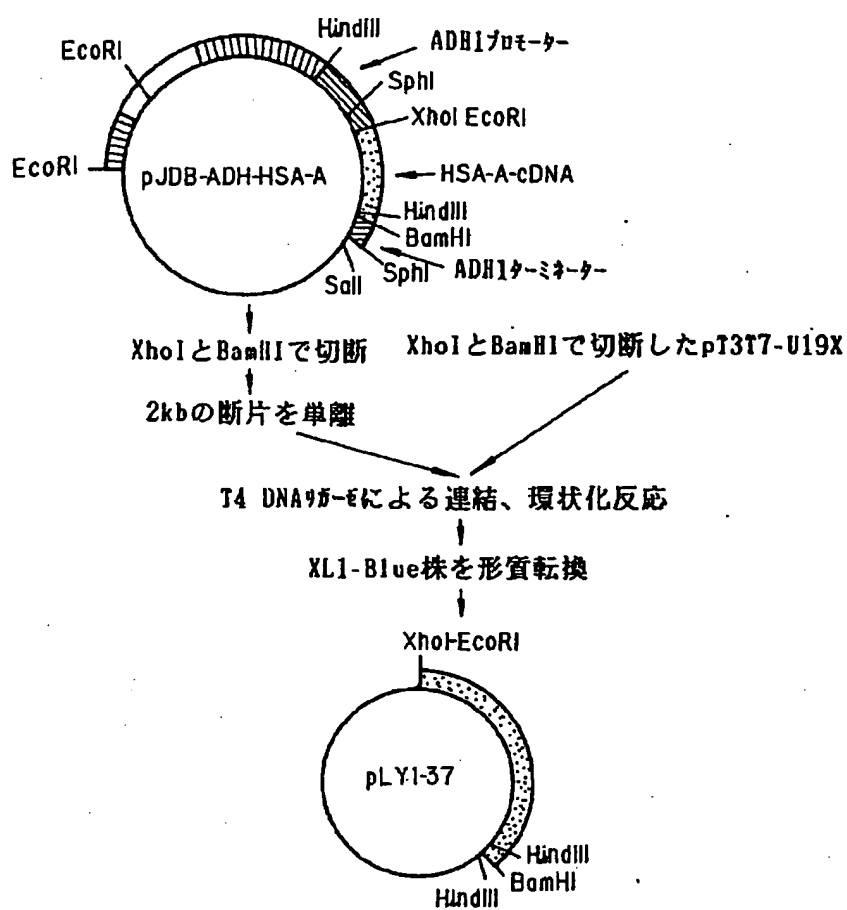 HindIII
ADH1プロモーター
EcoRI
SphI
XhoI EcoRI
EcoRI
pJDB-ADH-HSA-A
HSA-A-cDNA
HindIII
BamHI
SphI
ADH1ターミネーター
SalI
XhoIとBamHIで切断
XhoIとBamHIで切断したpT3T7-U19X
2kbの断片を単離
T4 DNAリガーゼによる連結、環状化反応
XL1-Blue株を形質転換
XhoI-EcoRI
pLY1-37
HindIII
BamHI
HindIII